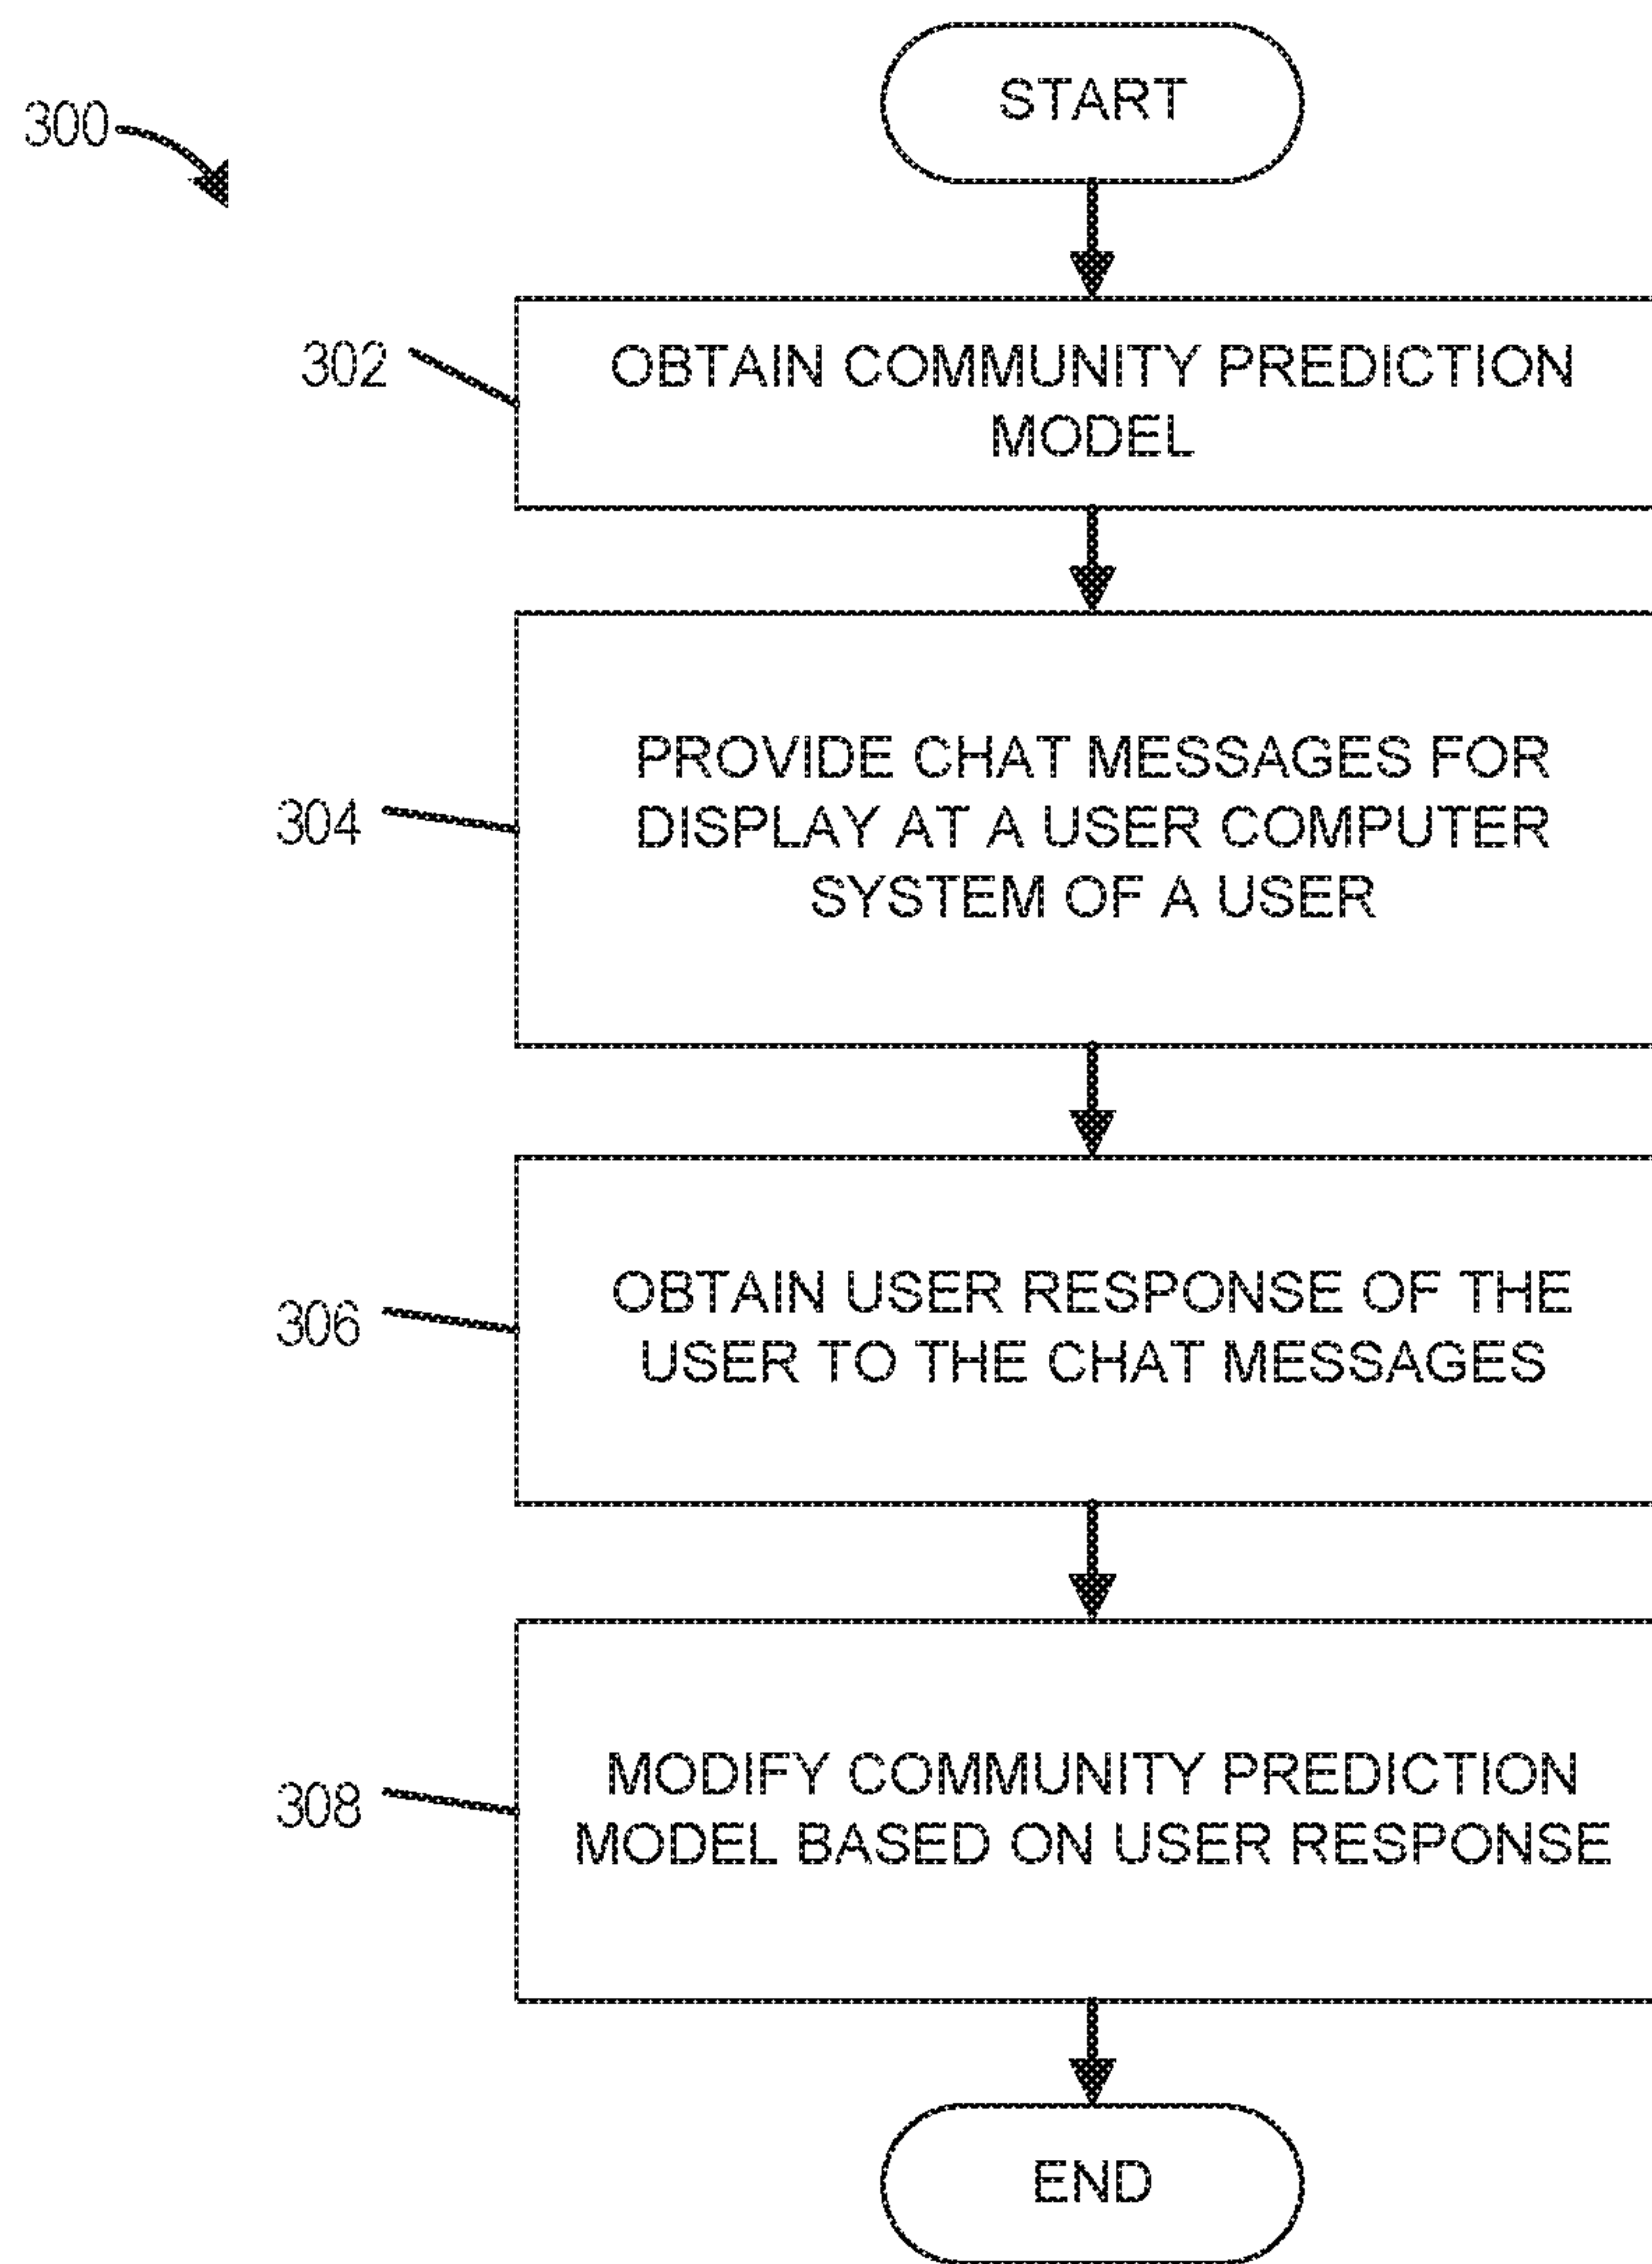 START
300
302
OBTAIN COMMUNITY PREDICTION
MODEL
304
PROVIDE CHAT MESSAGES FOR
DISPLAY AT A USER COMPUTER
SYSTEM OF A USER
306
OBTAIN USER RESPONSE OF THE
USER TO THE CHAT MESSAGES
308
MODIFY COMMUNITY PREDICTION
MODEL BASED ON USER RESPONSE
END